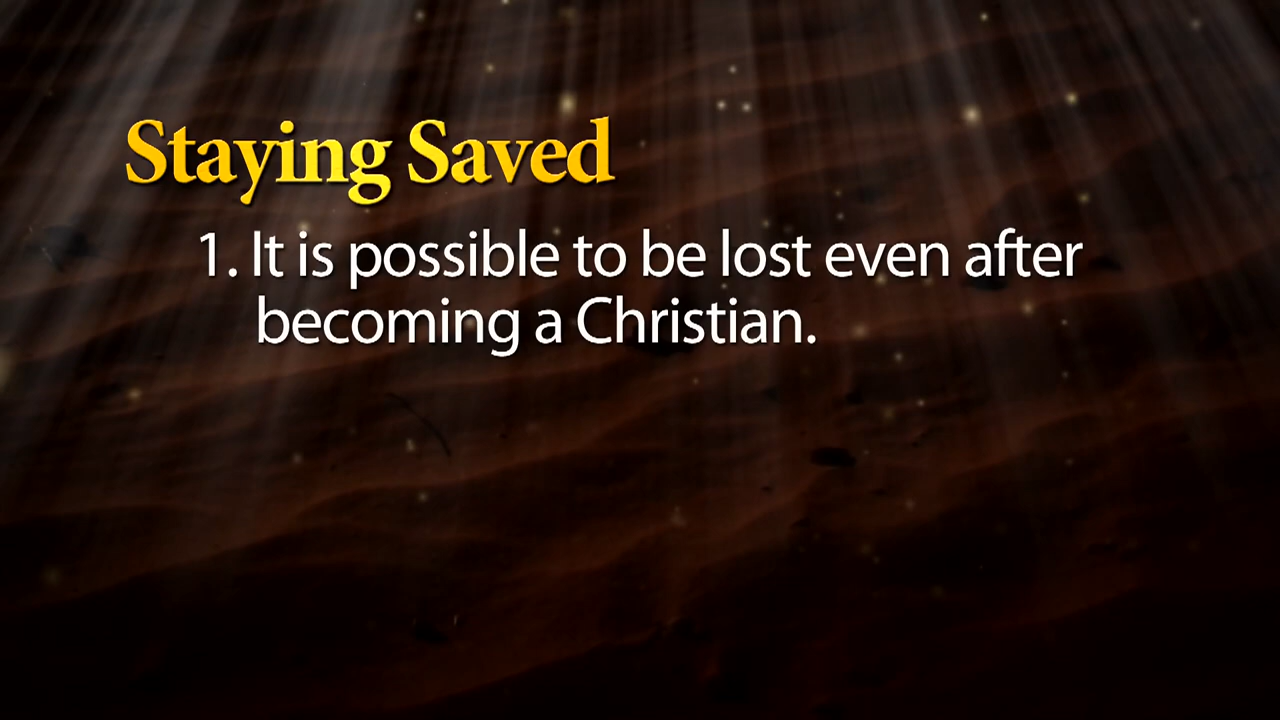 Staying Saved
1. It is possible to be lost even after
becoming a Christian.